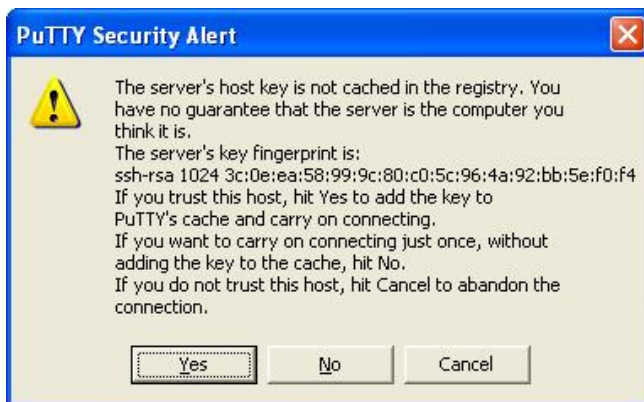 PuTTY Security Alert
The server's host key is not cached in the registry. You
have no guarantee that the server is the computer you
think it is.
The server's key fingerprint is:
ssh-rsa 1024 3c:0e:ea:58:99:9c:80:c0:5c:96:4a:92:bb:5e:f0:f4
If you trust this host, hit Yes to add the key to
PuTTY's cache and carry on connecting.
If you want to carry on connecting just once, without
adding the key to the cache, hit No.
If you do not trust this host, hit Cancel to abandon the
connection.
Yes No Cancel